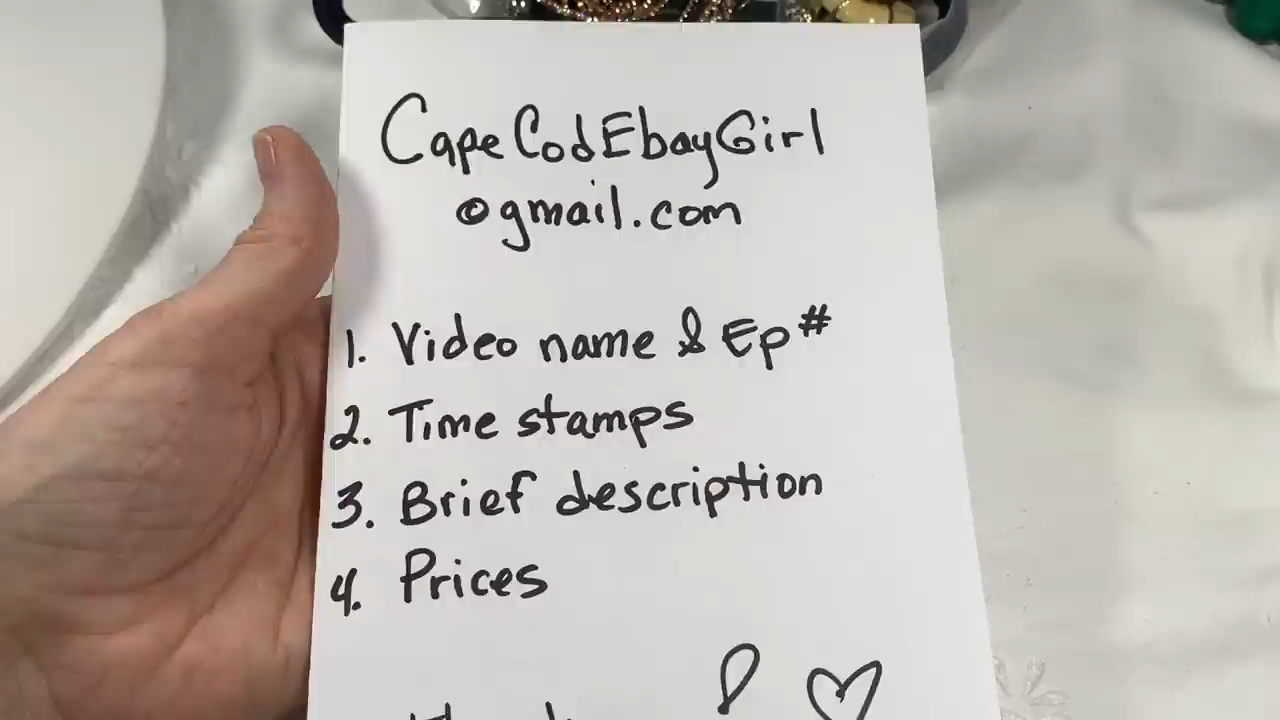 CapeCodEbayGirl
@gmail.com
1. Video name & Ep#
2. Time stamps
3. Brief description
4. Prices